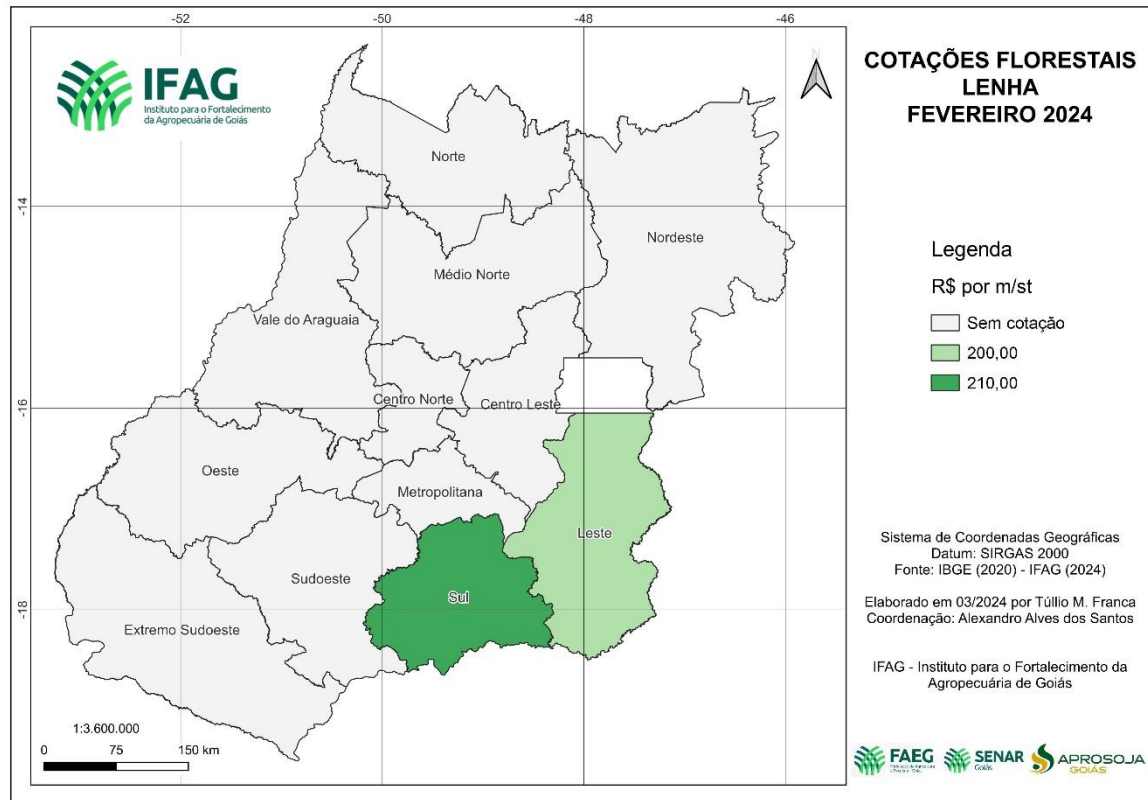 -52
-50
-48
-46
IFAG
Instituto para o Fortalecimento
da Agropecuária de Goiás
N
COTAÇÕES FLORESTAIS
LENHA
FEVEREIRO 2024
Norte
-14
Nordeste
Médio Norte
Vale do Araguaia
Legenda
R$ por m/st
Sem cotação
200,00
210,00
Centro Norte
Centro Leste
-16
Oeste
Metropolitana
Leste
Sudoeste
Sul
-18
Extremo Sudoeste
Sistema de Coordenadas Geográficas
Datum: SIRGAS 2000
Fonte: IBGE (2020) - IFAG (2024)
Elaborado em 03/2024 por Túllio M. Franca
Coordenação: Alexandro Alves dos Santos
IFAG - Instituto para o Fortalecimento da
Agropecuária de Goiás
1:3.600.000
0 75 150 km
FAEG
SENAR
Goiás
APROSOJA
GOIÁS